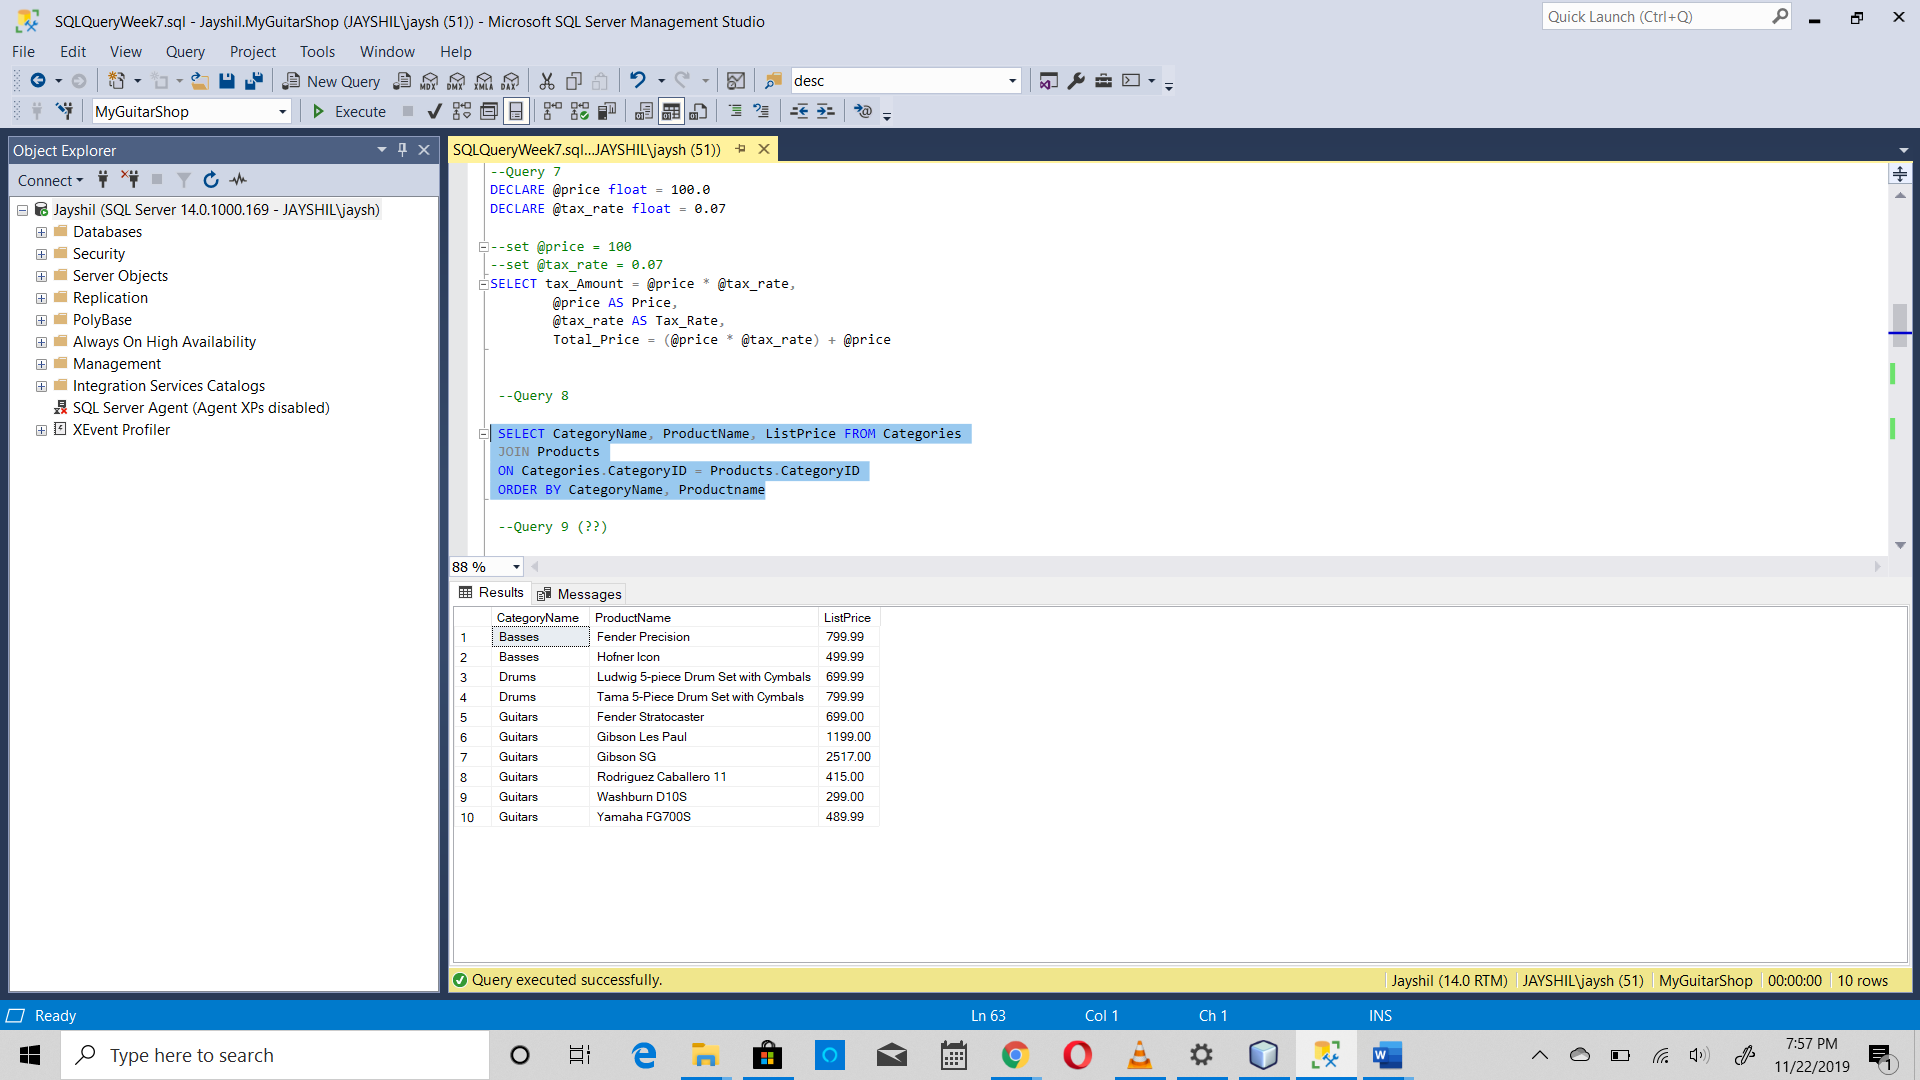 SQLQueryWeek7.sql - Jayshil.MyGuitarShop (JAYSHIL\jaysh (51)) - Microsoft SQL Server Management Studio
Quick Launch (Ctrl+Q)
File Edit View Query Project Tools Window Help
New Query MDX DMX XMLA DAX desc
MyGuitarShop Execute
Object Explorer
Connect
Jayshil (SQL Server 14.0.1000.169 - JAYSHIL\jaysh)
Databases
Security
Server Objects
Replication
PolyBase
Always On High Availability
Management
Integration Services Catalogs
SQL Server Agent (Agent XPs disabled)
XEvent Profiler
SQLQueryWeek7.sql...JAYSHIL\jaysh (51))
--Query 7
DECLARE @price float = 100.0
DECLARE @tax_rate float = 0.07
--set @price = 100
--set @tax_rate = 0.07
SELECT tax_Amount = @price * @tax_rate,
@price AS Price,
@tax_rate AS Tax_Rate,
Total_Price = (@price * @tax_rate) + @price
--Query 8
SELECT CategoryName, ProductName, ListPrice FROM Categories
JOIN Products
ON Categories.CategoryID = Products.CategoryID
ORDER BY CategoryName, Productname
--Query 9 (??)
88 %
Results Messages
CategoryName ProductName ListPrice
1 Basses Fender Precision 799.99
2 Basses Hofner Icon 499.99
3 Drums Ludwig 5-piece Drum Set with Cymbals 699.99
4 Drums Tama 5-Piece Drum Set with Cymbals 799.99
5 Guitars Fender Stratocaster 699.00
6 Guitars Gibson Les Paul 1199.00
7 Guitars Gibson SG 2517.00
8 Guitars Rodriguez Caballero 11 415.00
9 Guitars Washburn D10S 299.00
10 Guitars Yamaha FG700S 489.99
Query executed successfully. Jayshil (14.0 RTM) JAYSHIL\jaysh (51) MyGuitarShop 00:00:00 10 rows
Ready Ln 63 Col 1 Ch 1 INS
Type here to search
7:57 PM
11/22/2019
1